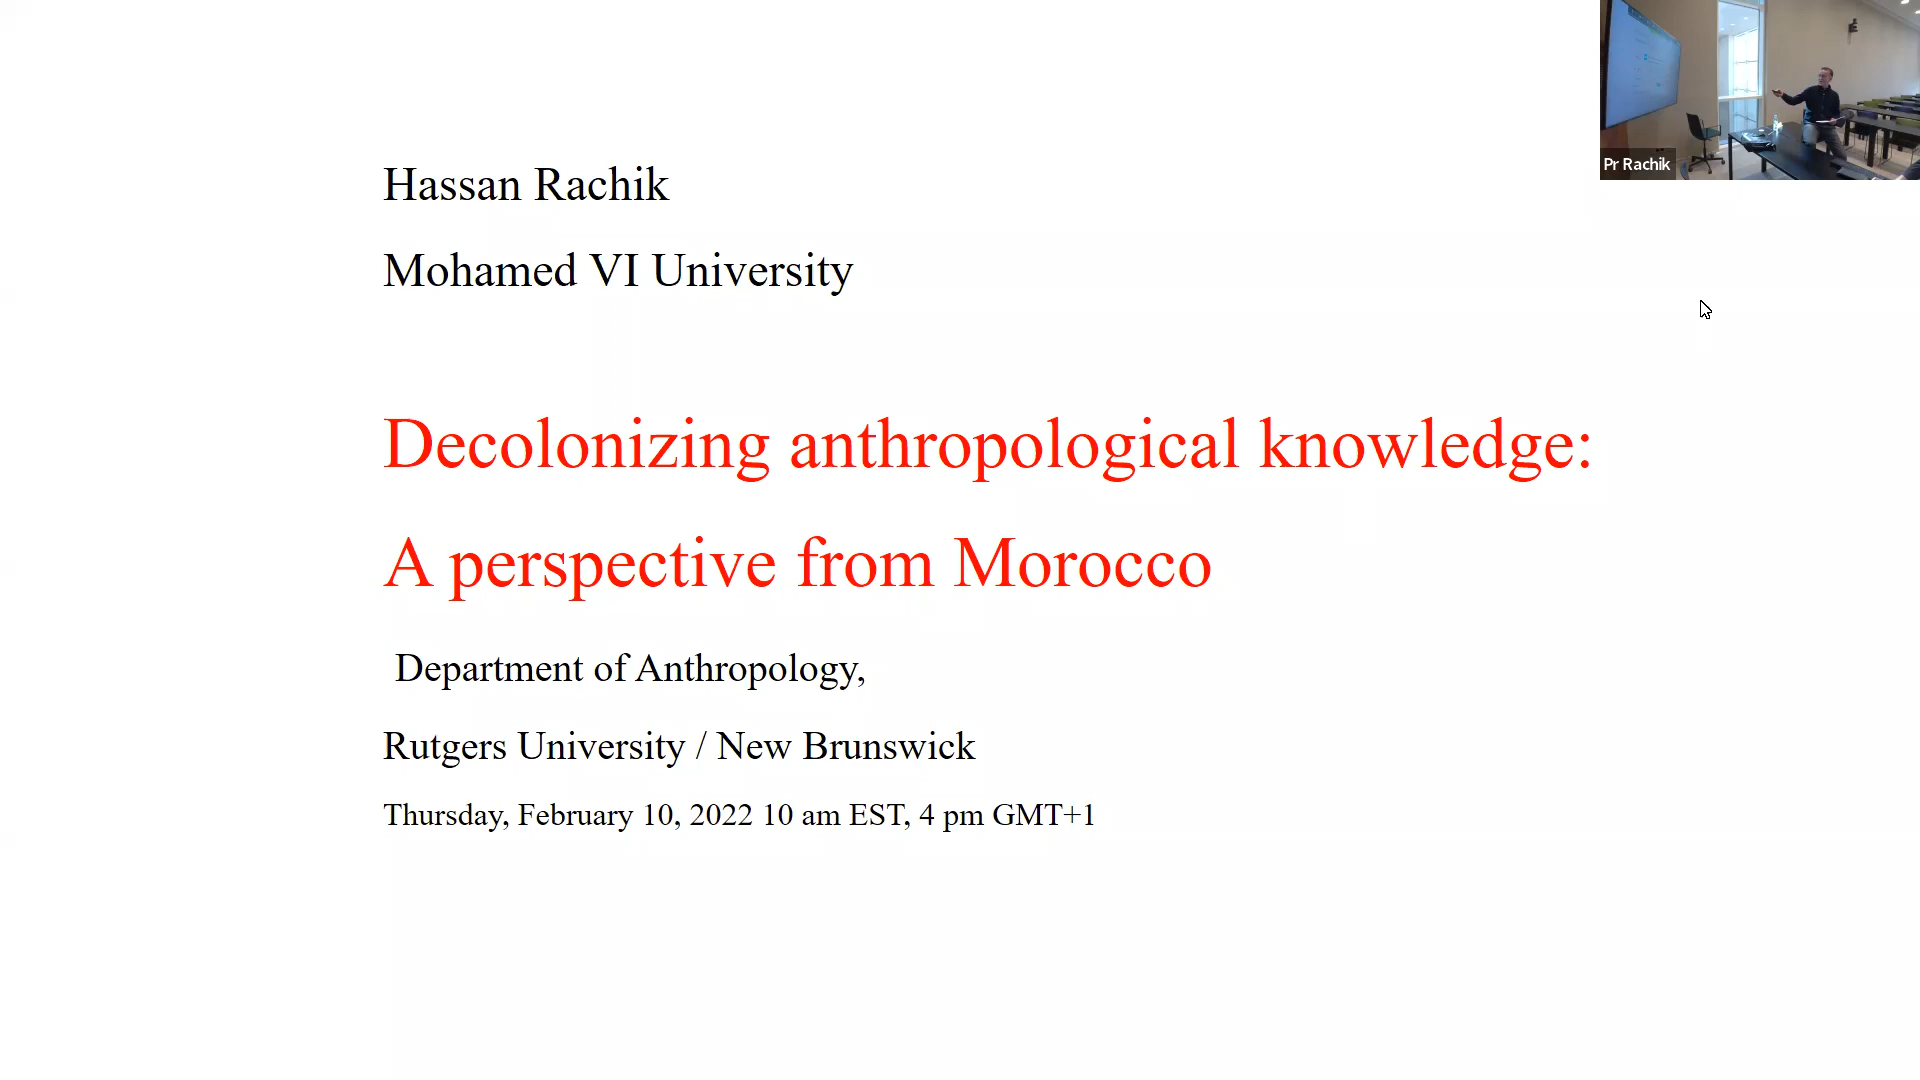 Hassan Rachik
Mohamed VI University
Decolonizing anthropological knowledge:
A perspective from Morocco
Department of Anthropology,
Rutgers University / New Brunswick
Thursday, February 10, 2022 10 am EST, 4 pm GMT+1
Pr Rachik